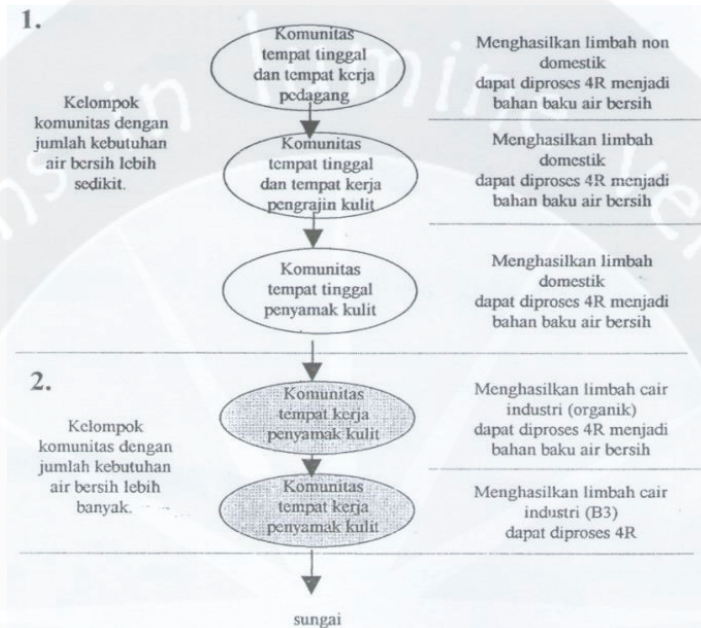 1.
Kelompok
komunitas dengan
jumlah kebutuhan
air bersih lebih
sedikit.
Komunitas
tempat tinggal
dan tempat kerja
pedagang
Menghasilkan limbah non
domestik
dapat diproses 4R menjadi
bahan baku air bersih
Komunitas
tempat tinggal
dan tempat kerja
pengrajin kulit
Menghasilkan limbah
domestik
dapat diproses 4R menjadi
bahan baku air bersih
Komunitas
tempat tinggal
penyamak kulit
Menghasilkan limbah
domestik
dapat diproses 4R menjadi
bahan baku air bersih
2.
Kelompok
komunitas dengan
jumlah kebutuhan
air bersih lebih
banyak.
Komunitas
tempat kerja
penyamak kulit
Menghasilkan limbah cair
industri (organik)
dapat diproses 4R menjadi
bahan baku air bersih
Komunitas
tempat kerja
penyamak kulit
Menghasilkan limbah cair
industri (B3)
dapat diproses 4R
sungai
ns in lumine ver